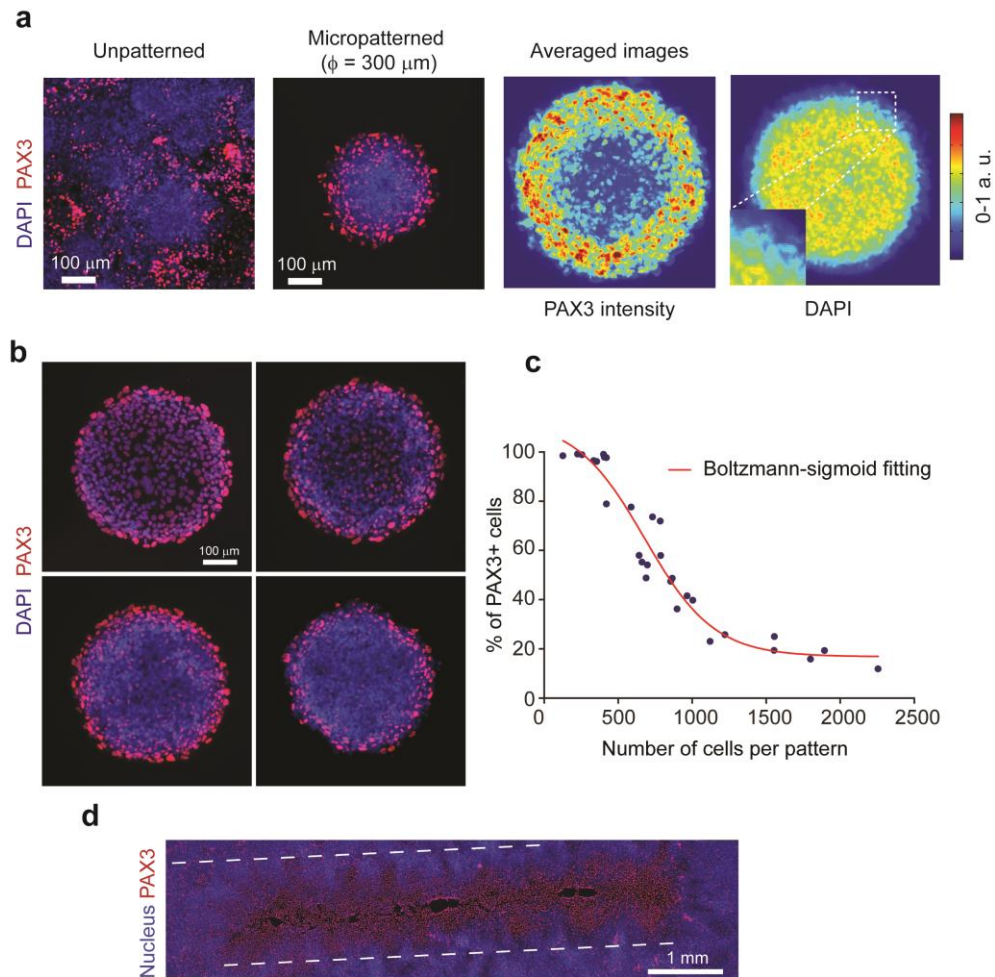 a
Unpatterned
Micropatterned
(ϕ = 300 μm)
Averaged images
DAPI PAX3
100 μm
100 μm
PAX3 intensity
DAPI
0-1 a. u.
b
DAPI PAX3
100 μm
c
% of PAX3+ cells
100
80
60
40
20
0
Boltzmann-sigmoid fitting
0 500 1000 1500 2000 2500
Number of cells per pattern
d
Nucleus PAX3
1 mm